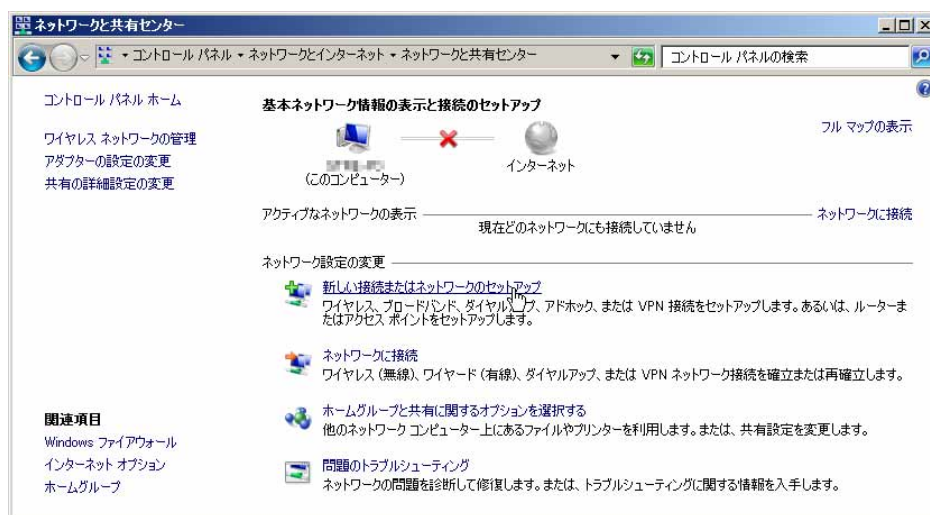 ネットワークと共有センター
コントロール パネル ネットワークとインターネット ネットワークと共有センター
コントロール パネルの検索
コントロール パネル ホーム
ワイヤレス ネットワークの管理
アダプターの設定の変更
共有の詳細設定の変更
基本ネットワーク情報の表示と接続のセットアップ
フル マップの表示
(このコンピューター)
インターネット
アクティブなネットワークの表示
ネットワークに接続
現在どのネットワークにも接続していません
ネットワーク設定の変更
新しい接続またはネットワークのセットアップ
ワイヤレス、ブロードバンド、ダイヤルアップ、アドホック、または VPN 接続をセットアップします。あるいは、ルーターま
たはアクセス ポイントをセットアップします。
ネットワークに接続
ワイヤレス (無線)、ワイヤード (有線)、ダイヤルアップ、または VPN ネットワーク接続を確立または再確立します。
ホームグループと共有に関するオプションを選択する
他のネットワーク コンピューター上にあるファイルやプリンターを利用します。または、共有設定を変更します。
問題のトラブルシューティング
ネットワークの問題を診断して修復します。または、トラブルシューティングに関する情報を入手します。
関連項目
Windows ファイアウォール
インターネット オプション
ホームグループ